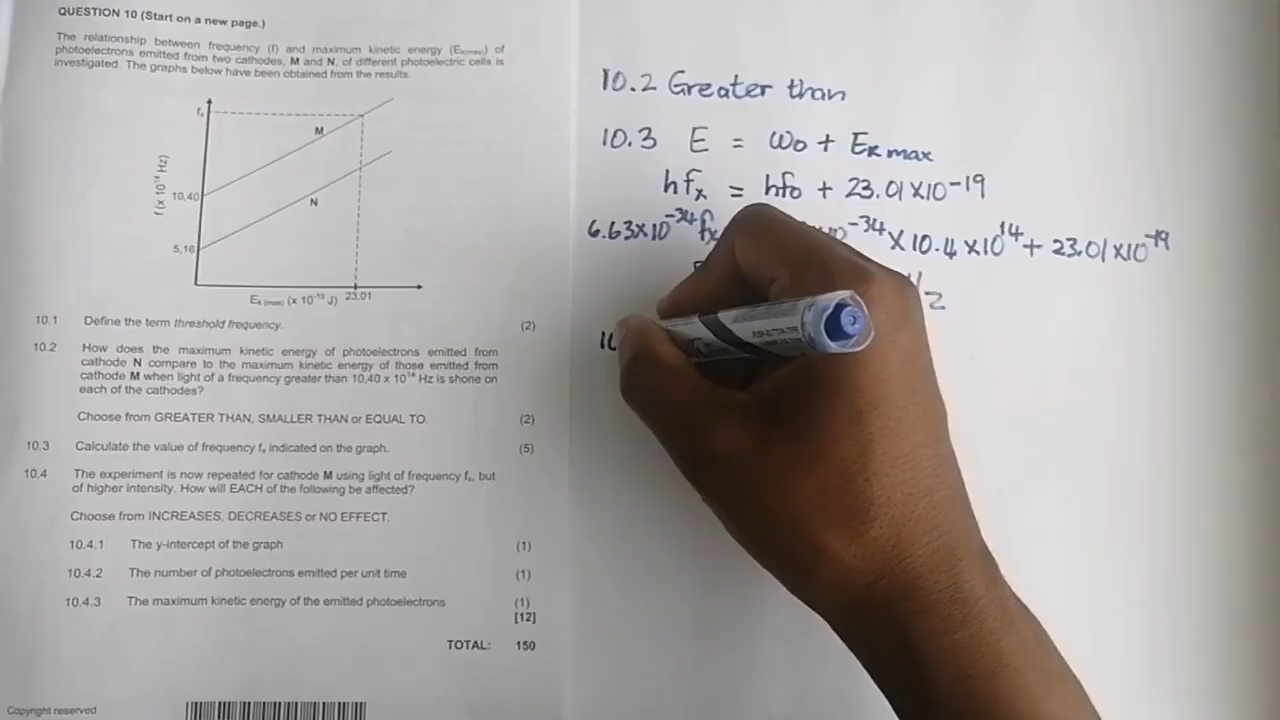 QUESTION 10 (Start on a new page.)
The relationship between frequency (f) and maximum kinetic energy (Eₖ₍ₘₐₓ₎) of
photoelectrons emitted from two cathodes, M and N, of different photoelectric cells is
investigated. The graphs below have been obtained from the results.
fₓ
M
f (x 10¹⁴ Hz)
10,40
N
5,16
Eₖ ₍ₘₐₓ₎ (x 10⁻¹⁹ J)
23.01
10.1 Define the term threshold frequency. (2)
10.2 How does the maximum kinetic energy of photoelectrons emitted from
cathode N compare to the maximum kinetic energy of those emitted from
cathode M when light of a frequency greater than 10,40 x 10¹⁴ Hz is shone on
each of the cathodes?
Choose from GREATER THAN, SMALLER THAN or EQUAL TO. (2)
10.3 Calculate the value of frequency fₓ indicated on the graph. (5)
10.4 The experiment is now repeated for cathode M using light of frequency fₓ, but
of higher intensity. How will EACH of the following be affected?
Choose from INCREASES, DECREASES or NO EFFECT.
10.4.1 The y-intercept of the graph (1)
10.4.2 The number of photoelectrons emitted per unit time (1)
10.4.3 The maximum kinetic energy of the emitted photoelectrons (1)
[12]
TOTAL: 150
Copyright reserved
10.2 Greater than
10.3 E = W₀ + Eₖ max
hfₓ = hf₀ + 23.01×10⁻¹⁹
6.63×10⁻³⁴fₓ ⁻³⁴ × 10.4×10¹⁴ + 23.01×10⁻¹⁹